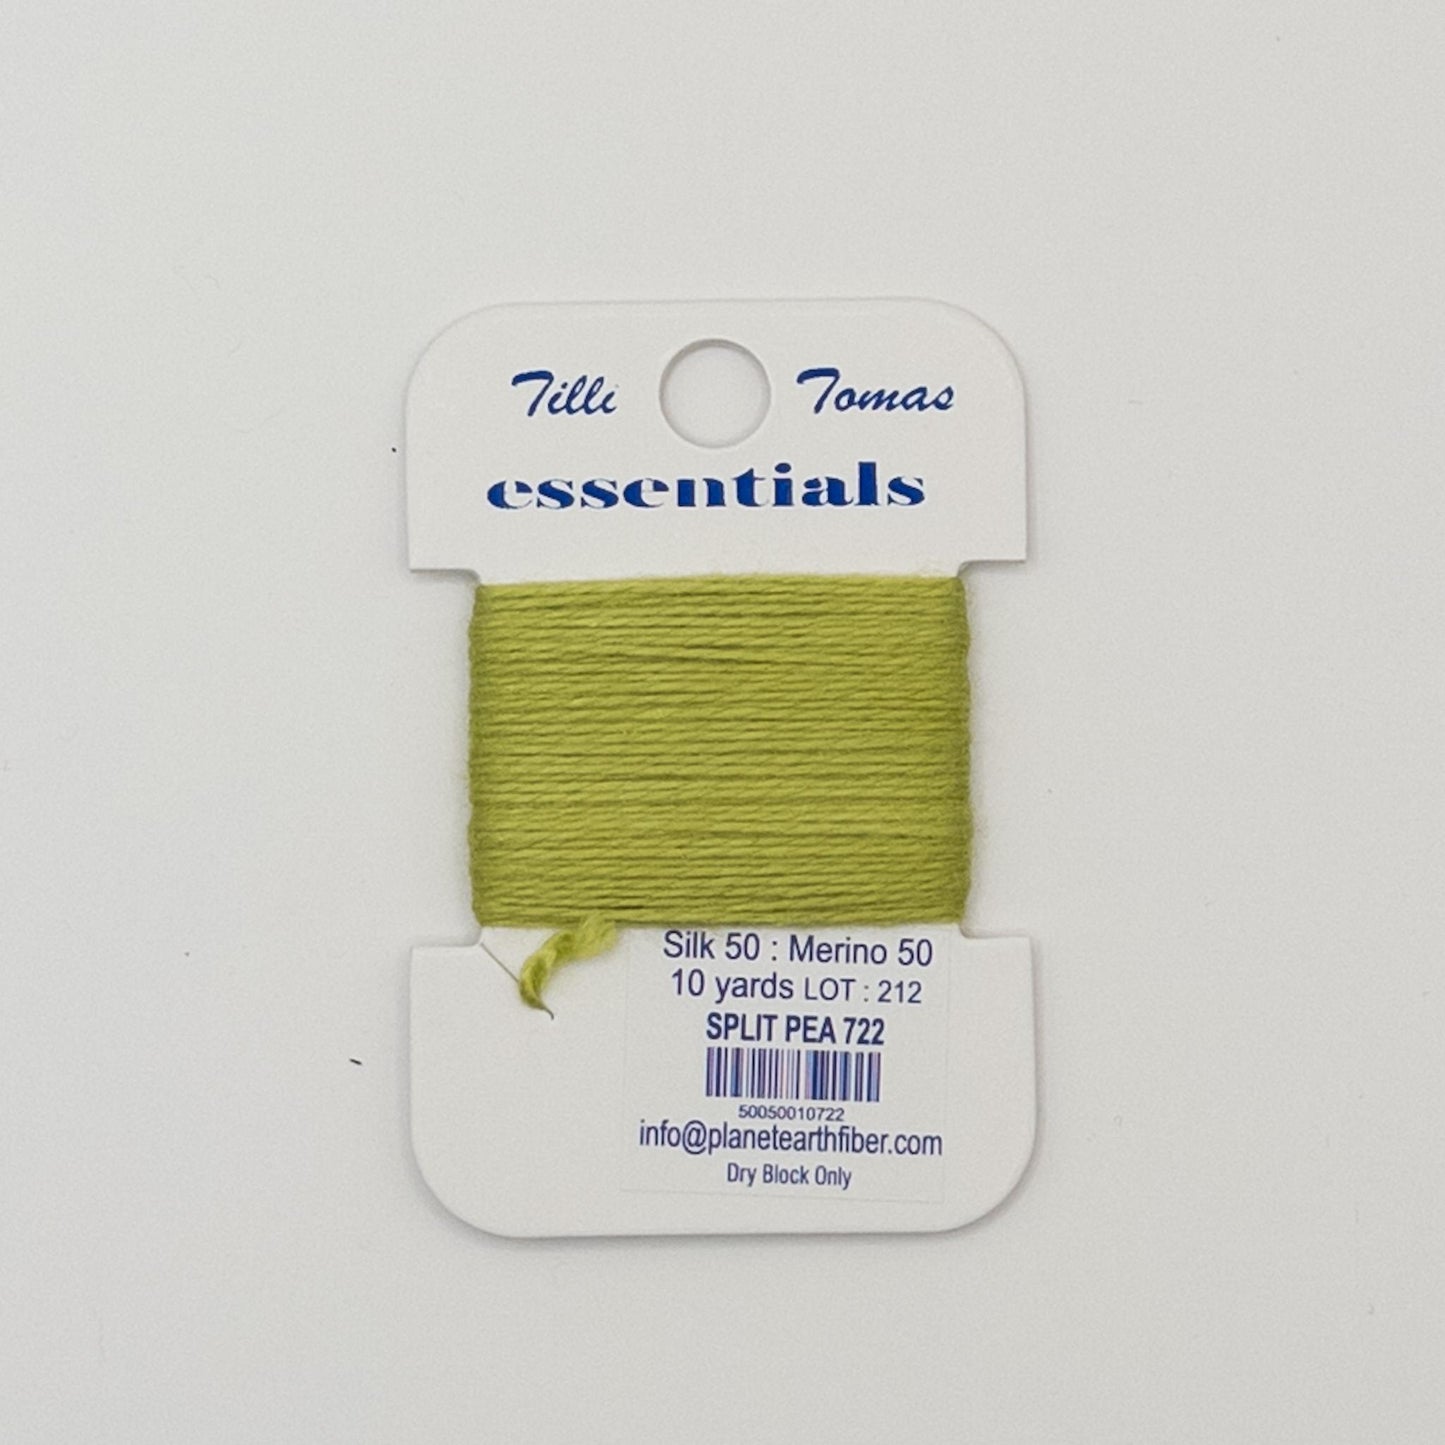 Tilli Tomas
essentials
Silk 50 : Merino 50
10 yards LOT : 212
SPLIT PEA 722
50050010722
info@planetearthfiber.com
Dry Block Only